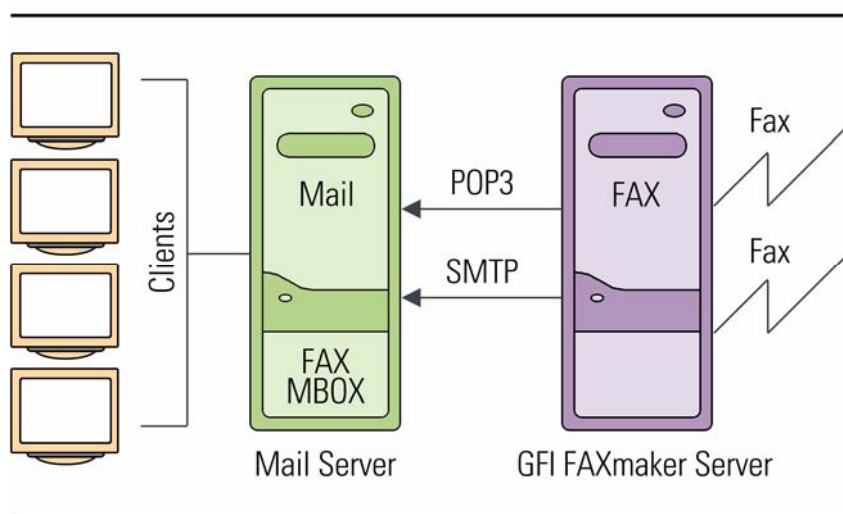 Clients
Mail
FAX
MBOX
Mail Server
POP3
SMTP
FAX
GFI FAXmaker Server
Fax
Fax